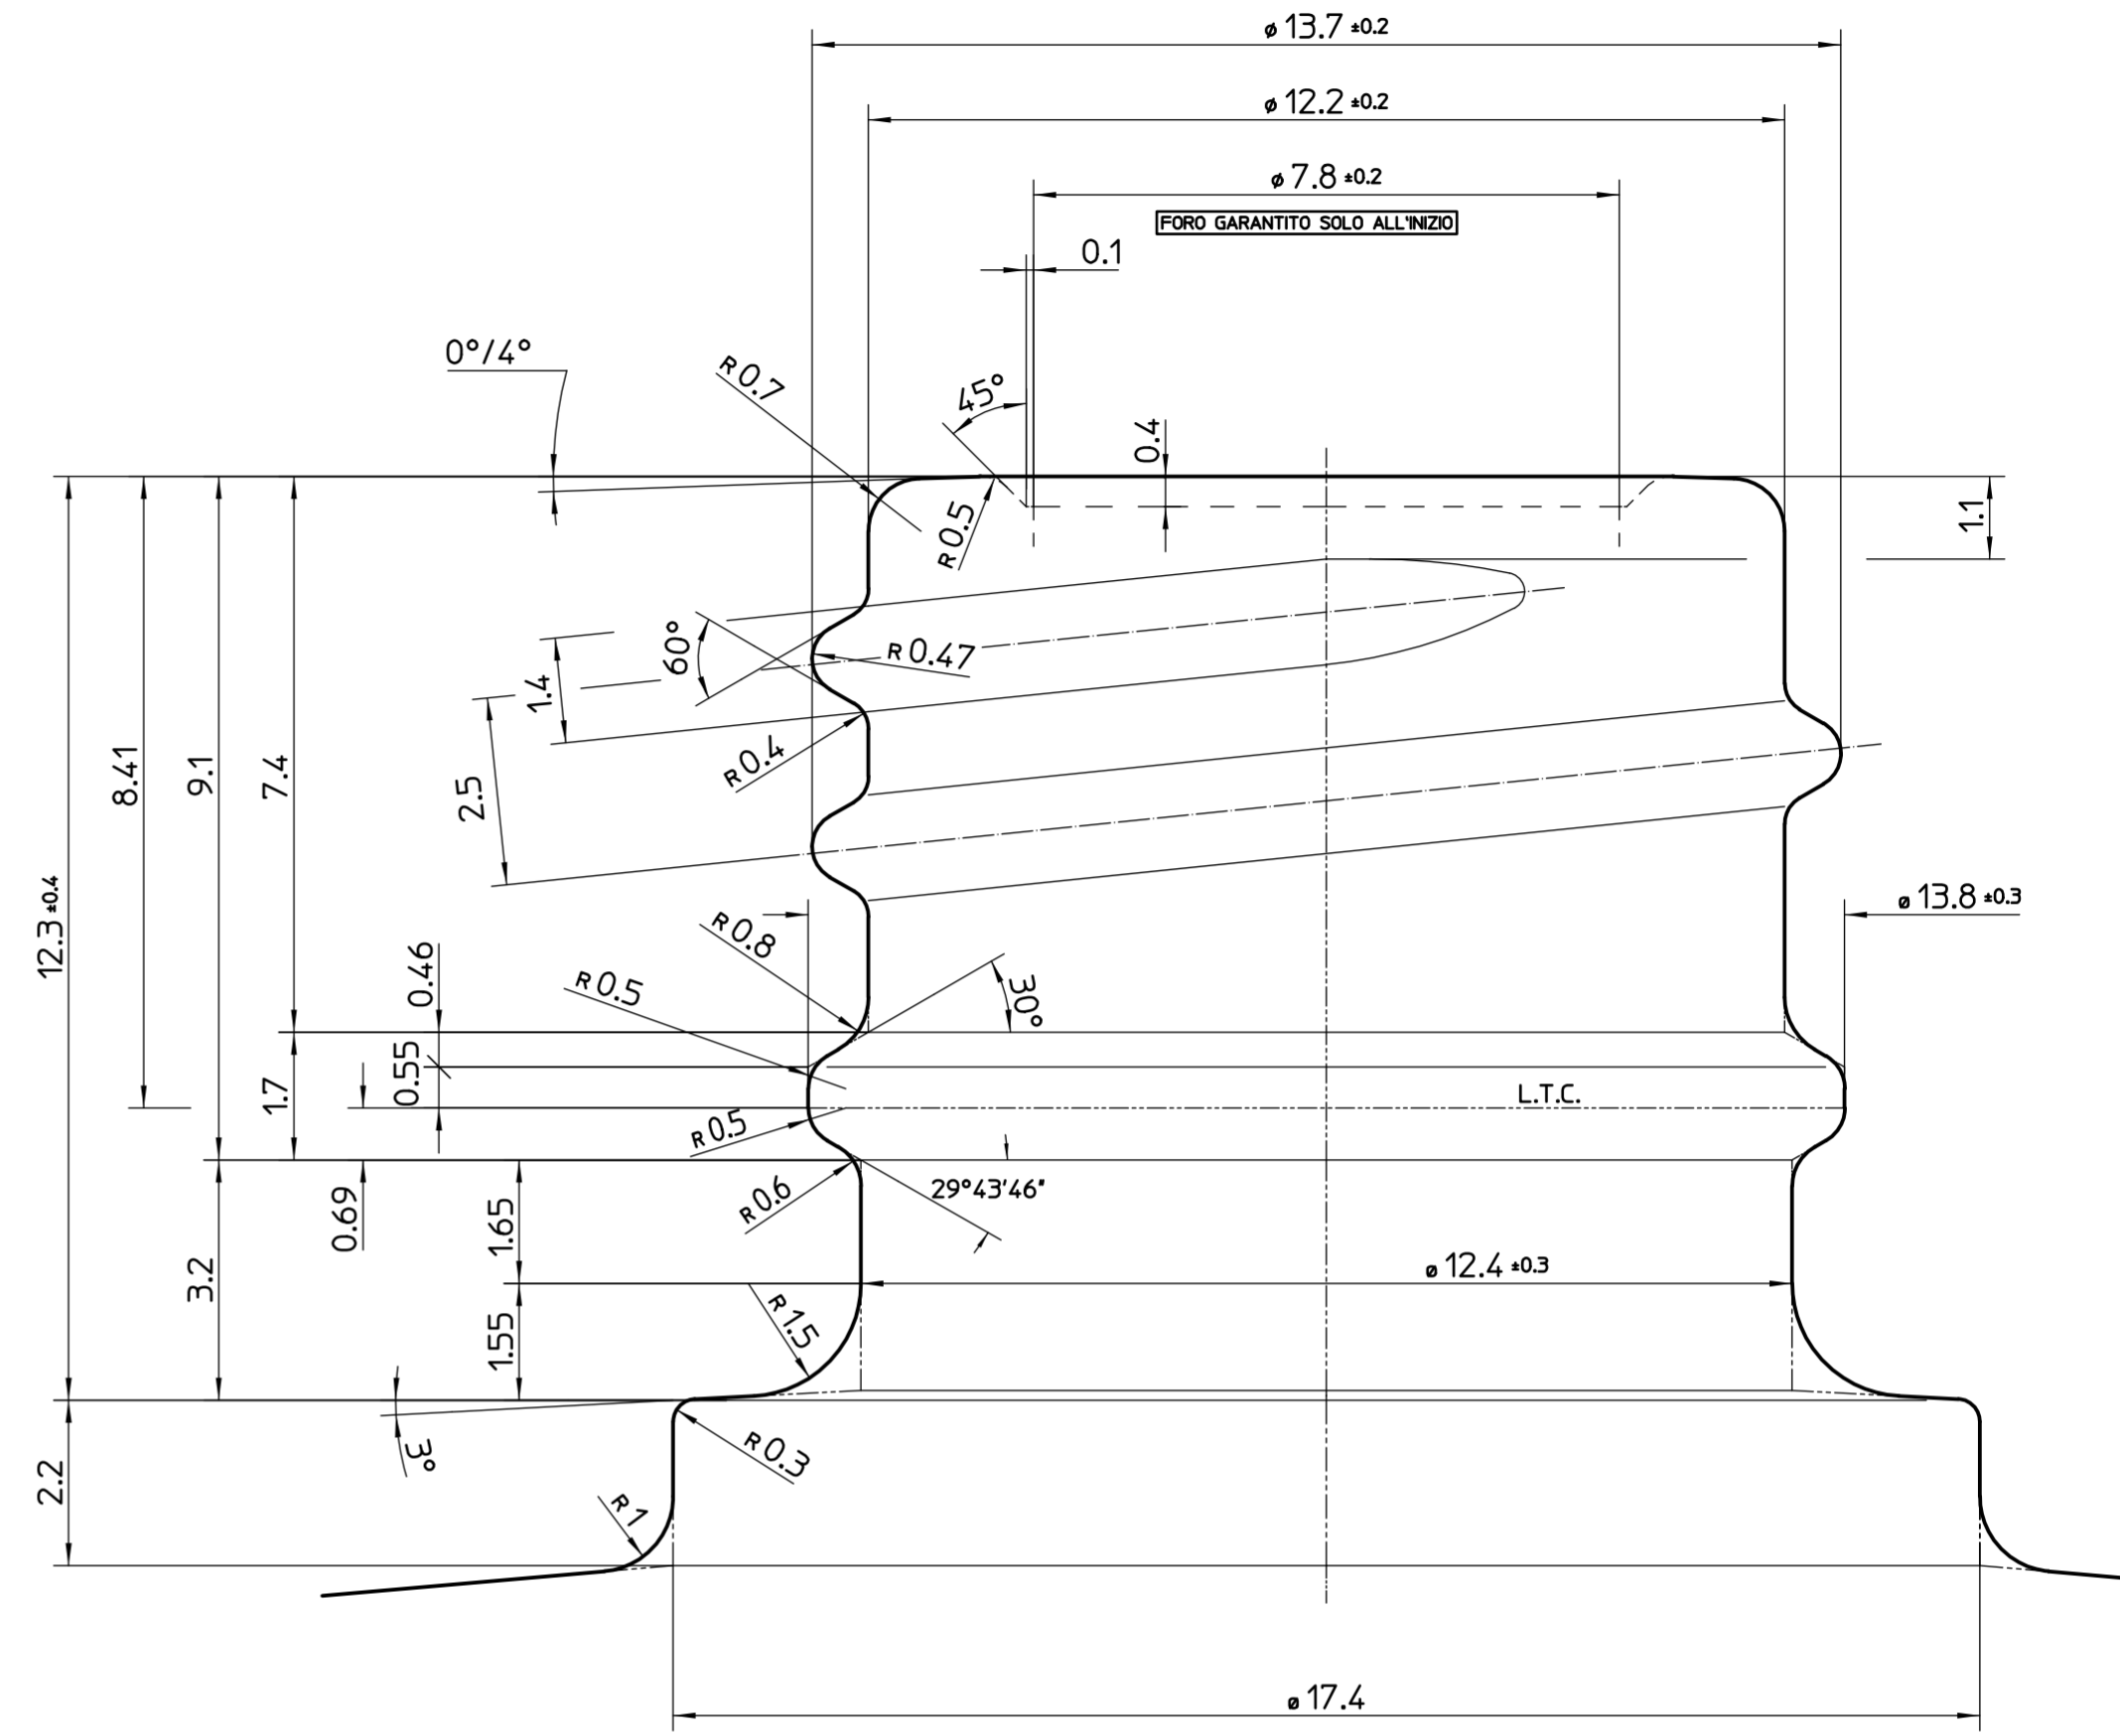 ø 13.7 ±0.2
ø 12.2 ±0.2
ø 7.8 ±0.2
FORO GARANTITO SOLO ALL'INIZIO
0.1
0°/4°
R 0.7
45°
0.4
R 0.5
1.1
60°
R 0.47
1.4
R 0.4
2.5
8.41
9.1
7.4
12.3 ±0.4
ø 13.8 ±0.3
R 0.8
0.46
R 0.5
30°
0.55
1.7
L.T.C.
R 0.5
29°43'46"
R 0.6
0.69
1.65
3.2
ø 12.4 ±0.3
R 1.5
1.55
3°
R 0.3
2.2
R 1
ø 17.4